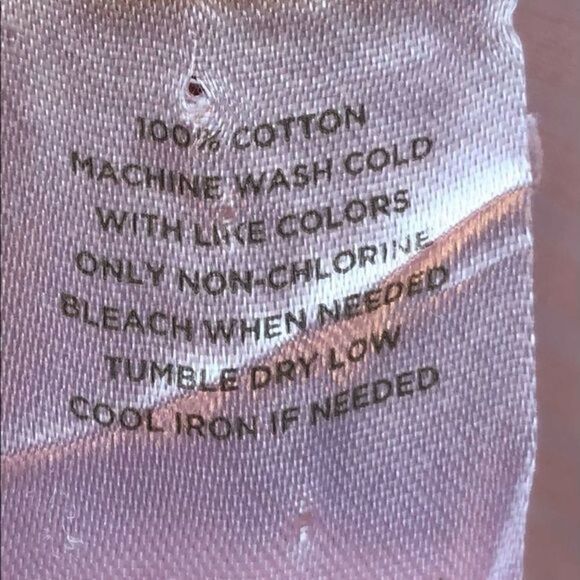 100% COTTON
MACHINE WASH COLD
WITH LIKE COLORS
ONLY NON-CHLORINE
BLEACH WHEN NEEDED
TUMBLE DRY LOW
COOL IRON IF NEEDED